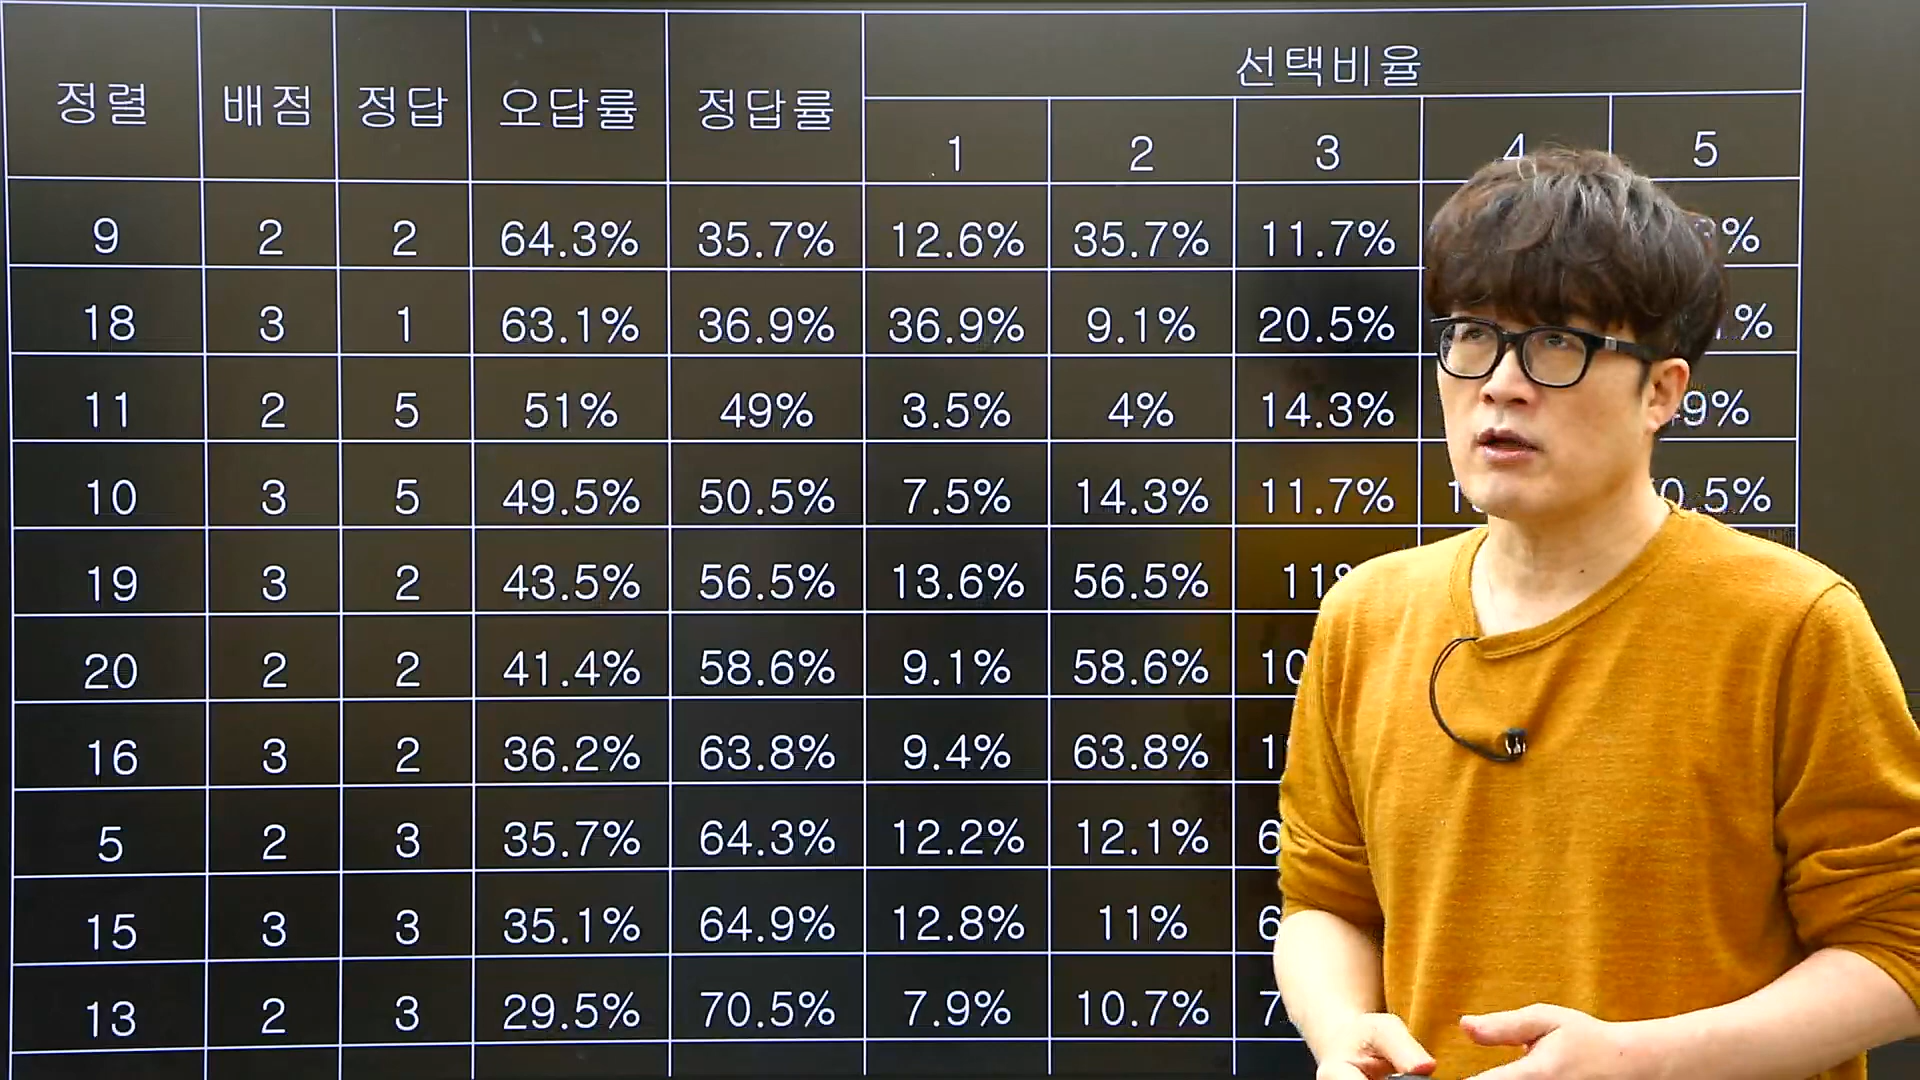 정렬 배점 정답 오답률 정답률 선택비율
1 2 3 4 5
9 2 2 64.3% 35.7% 12.6% 35.7% 11.7%
18 3 1 63.1% 36.9% 36.9% 9.1% 20.5%
11 2 5 51% 49% 3.5% 4% 14.3%
10 3 5 49.5% 50.5% 7.5% 14.3% 11.7%
19 3 2 43.5% 56.5% 13.6% 56.5%
20 2 2 41.4% 58.6% 9.1% 58.6%
16 3 2 36.2% 63.8% 9.4% 63.8%
5 2 3 35.7% 64.3% 12.2% 12.1%
15 3 3 35.1% 64.9% 12.8% 11%
13 2 3 29.5% 70.5% 7.9% 10.7%